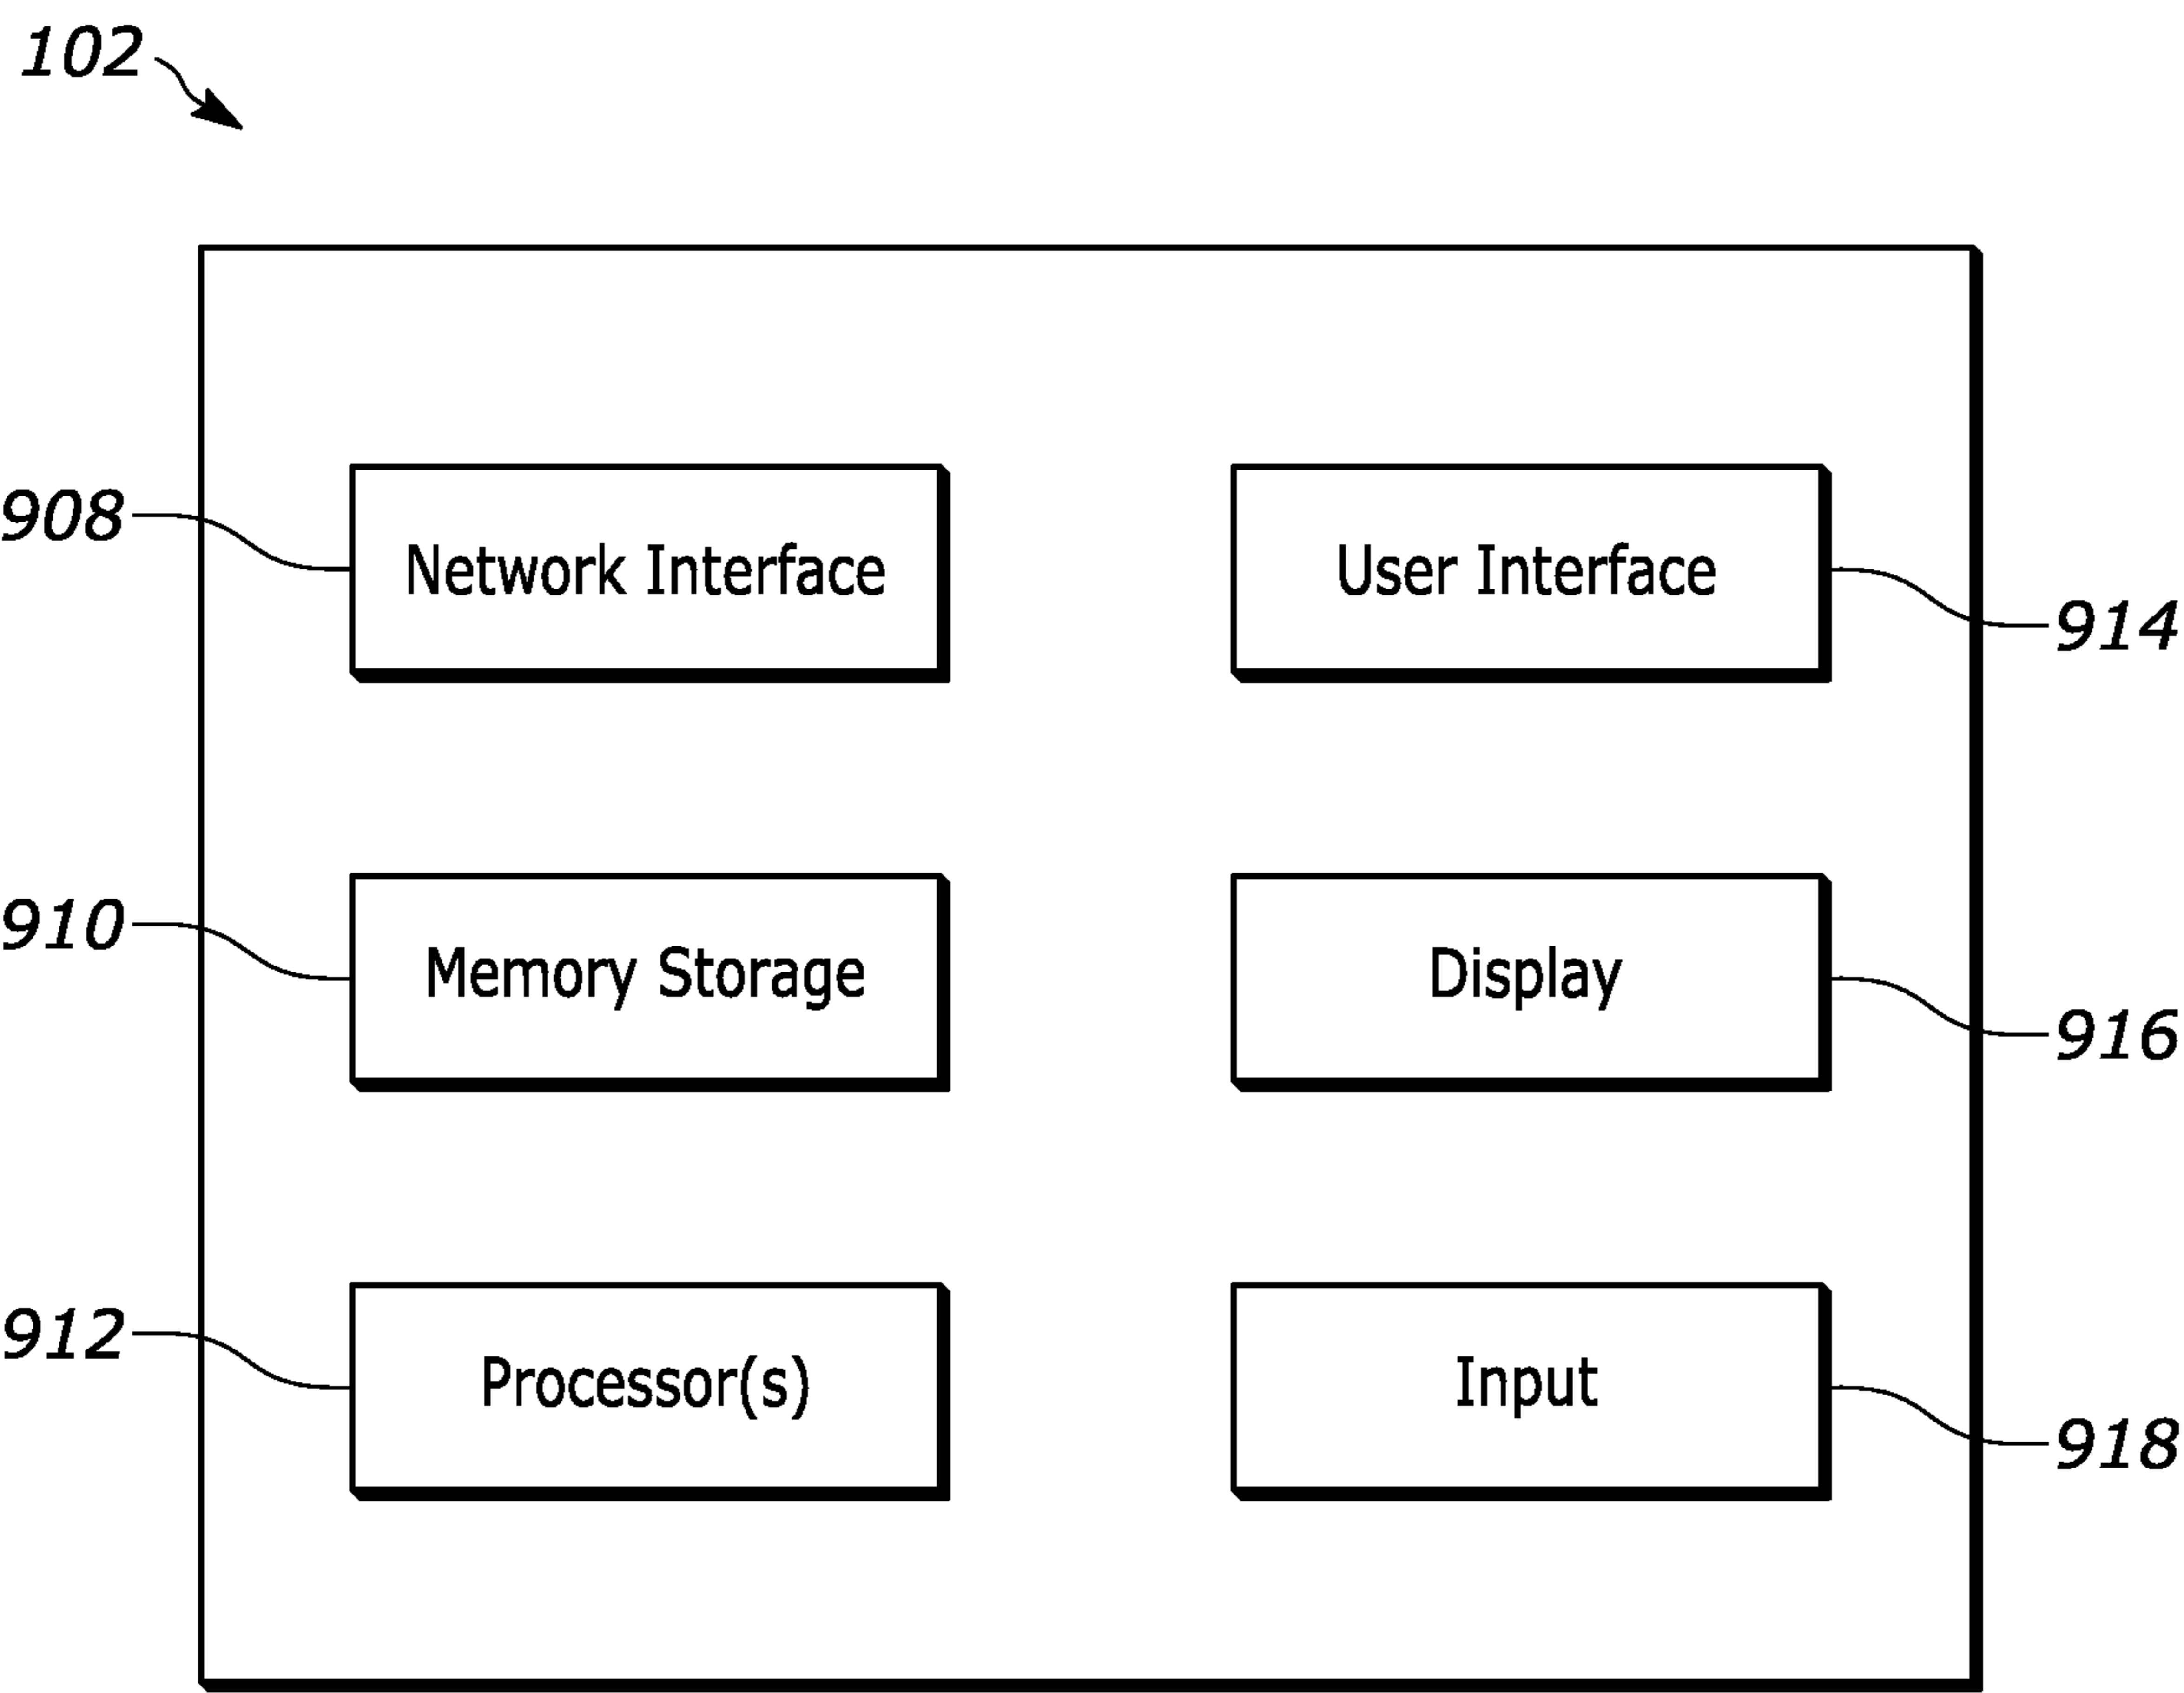 102
908
Network Interface
User Interface
914
910
Memory Storage
Display
916
912
Processor(s)
Input
918